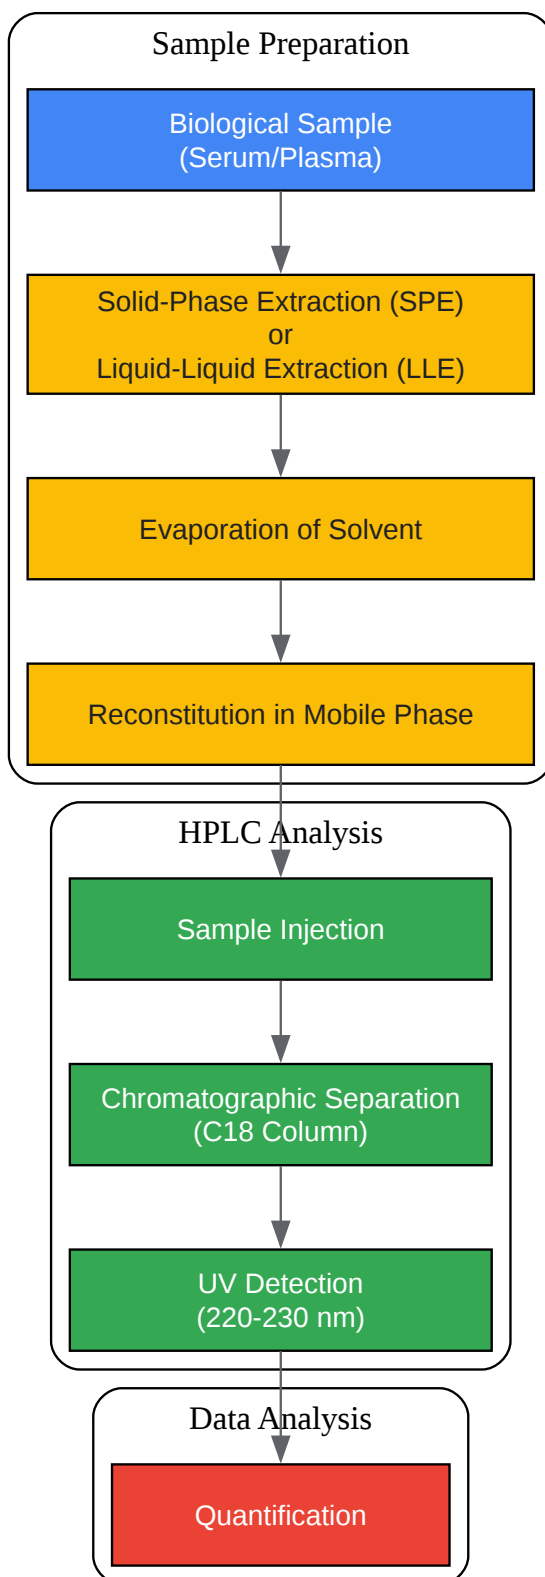 Sample Preparation
Biological Sample
(Serum/Plasma)
Solid-Phase Extraction (SPE)
or
Liquid-Liquid Extraction (LLE)
Evaporation of Solvent
Reconstitution in Mobile Phase
HPLC Analysis
Sample Injection
Chromatographic Separation
(C18 Column)
UV Detection
(220-230 nm)
Data Analysis
Quantification